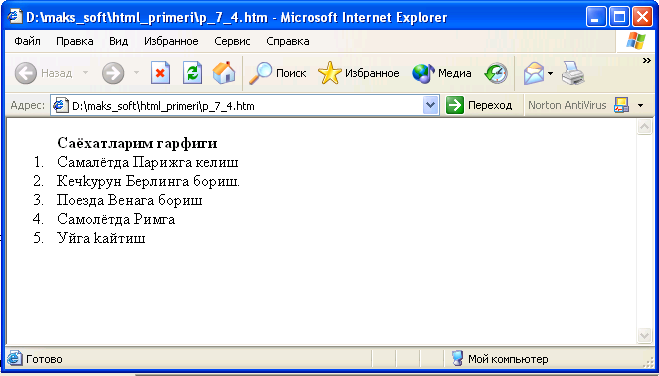 D:\maks_soft\html_primeri\p_7_4.htm - Microsoft Internet Explorer
Файл Правка Вид Избранное Сервис Справка
Назад Поиск Избранное Медиа »
Адрес: D:\maks_soft\html_primeri\p_7_4.htm Переход Norton AntiVirus
Саёхатларим гарфиги
1. Самалётда Парижга келиш
2. Кечkурун Берлинга бориш.
3. Поезда Венага бориш
4. Самолётда Римга
5. Уйга kайтиш
Готово Мой компьютер